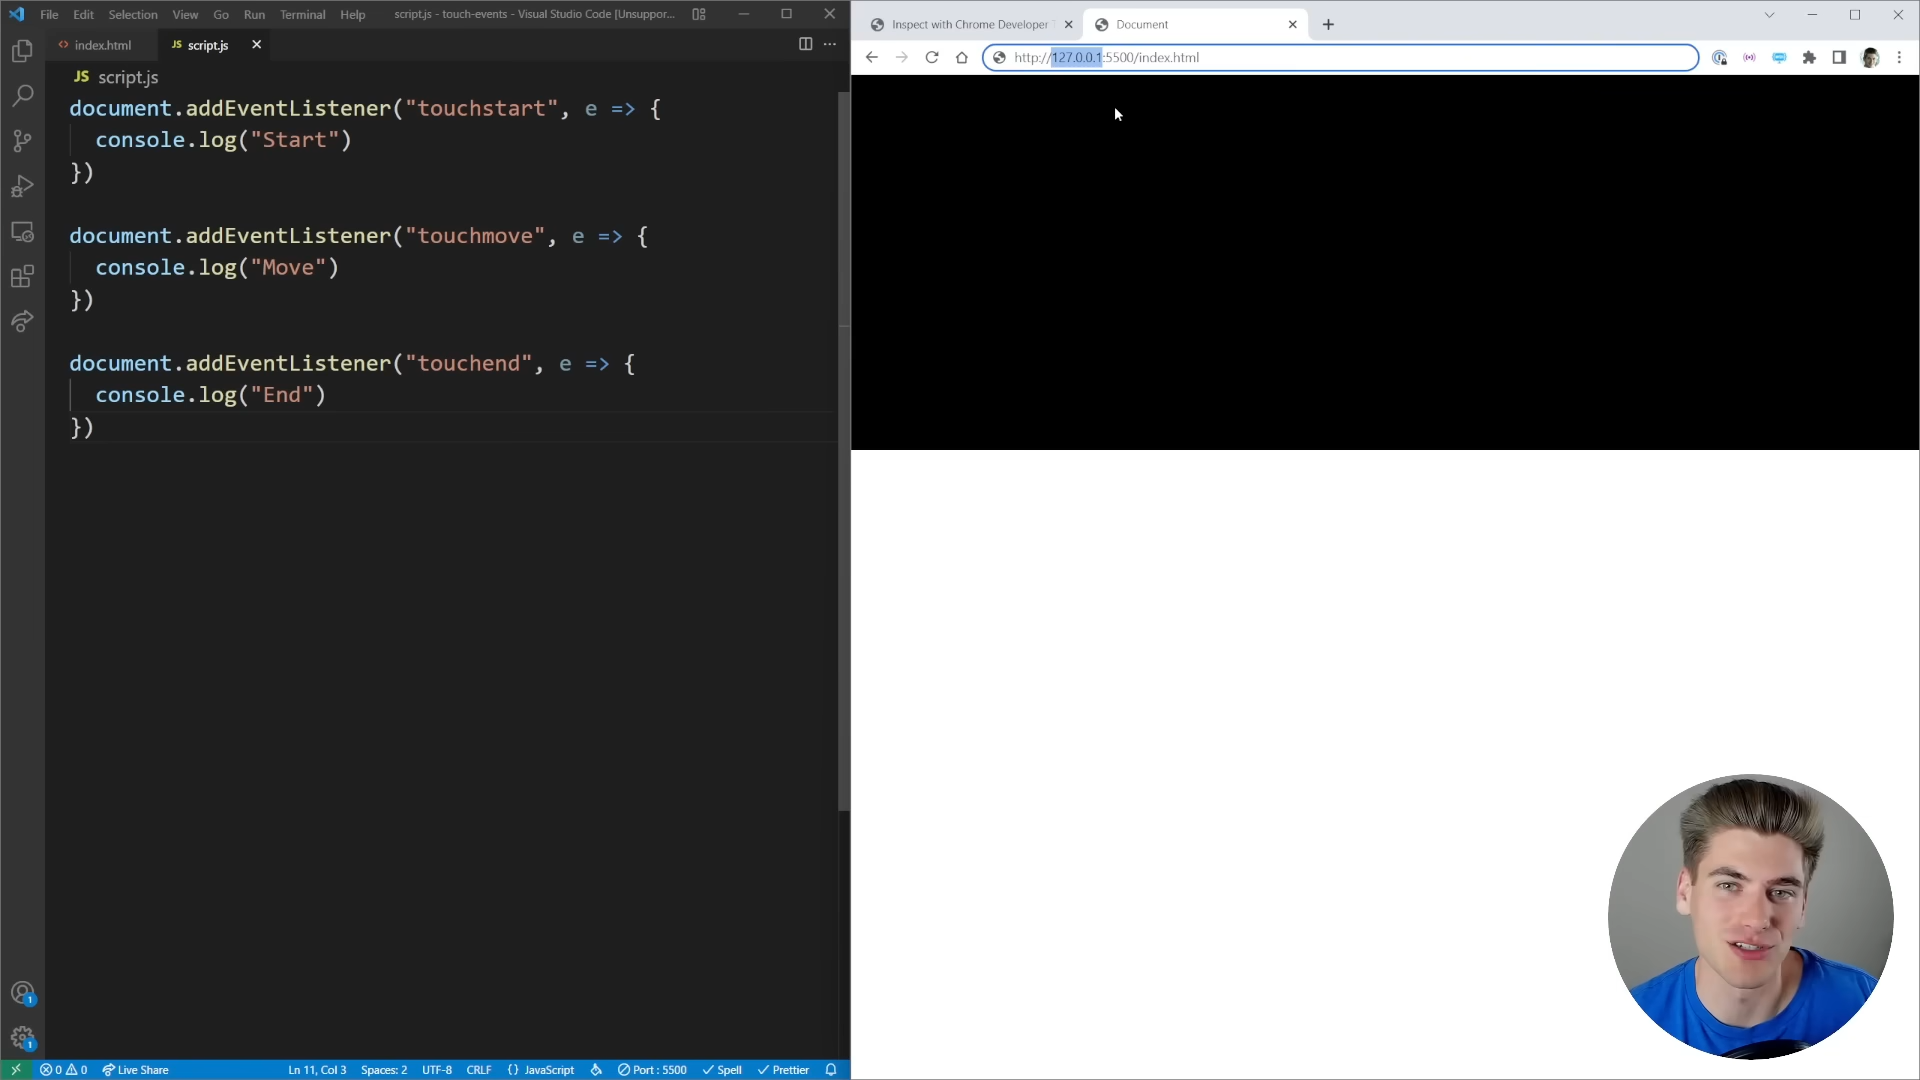 File Edit Selection View Go Run Terminal Help script.js - touch-events - Visual Studio Code [Unsuppor...
index.html JS script.js
JS script.js
document.addEventListener("touchstart", e => {
console.log("Start")
})
document.addEventListener("touchmove", e => {
console.log("Move")
})
document.addEventListener("touchend", e => {
console.log("End")
})
1
1
0 0 Live Share Ln 11, Col 3 Spaces: 2 UTF-8 CRLF {} JavaScript Port : 5500 Spell Prettier
Inspect with Chrome Developer Document
http://127.0.0.1:5500/index.html